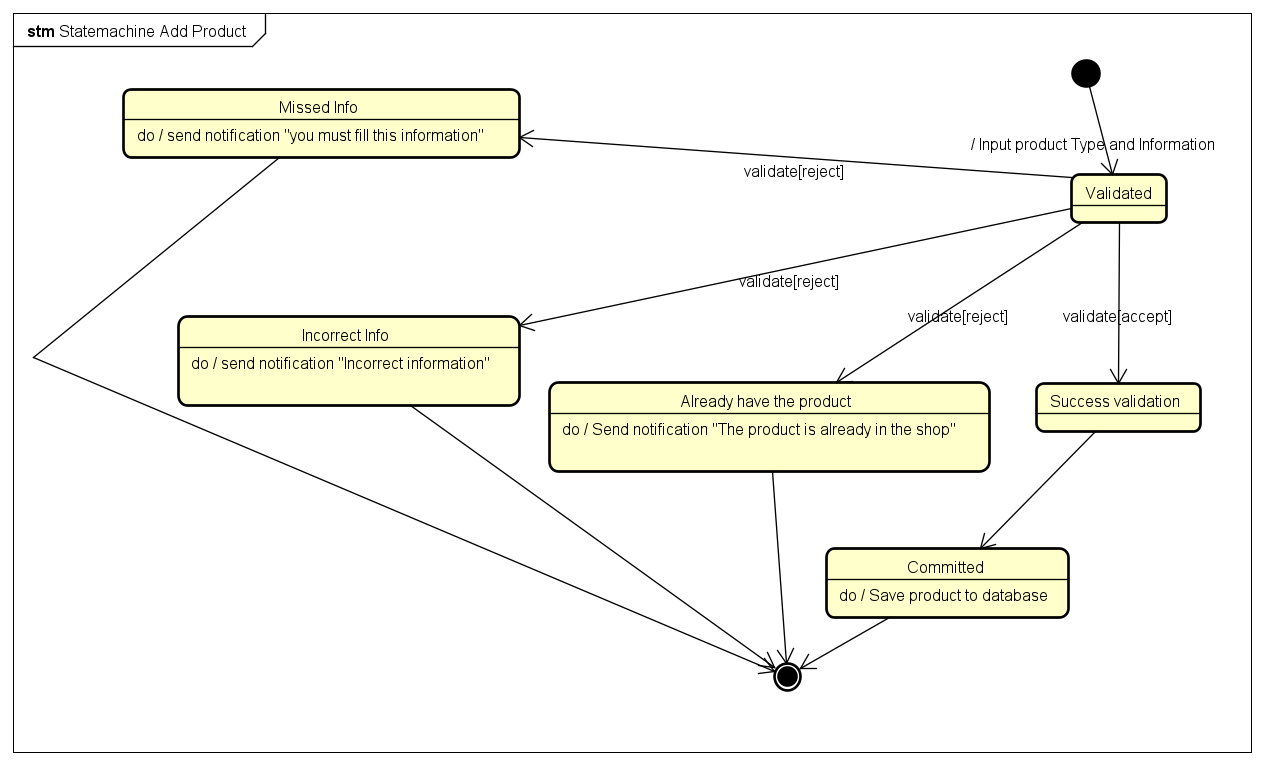 stm Statemachine Add Product
Missed Info
do / send notification "you must fill this information"
/ Input product Type and Information
validate[reject]
Validated
validate[reject]
validate[reject]
validate[accept]
Incorrect Info
do / send notification "Incorrect information"
Already have the product
do / Send notification "The product is already in the shop"
Success validation
Committed
do / Save product to database